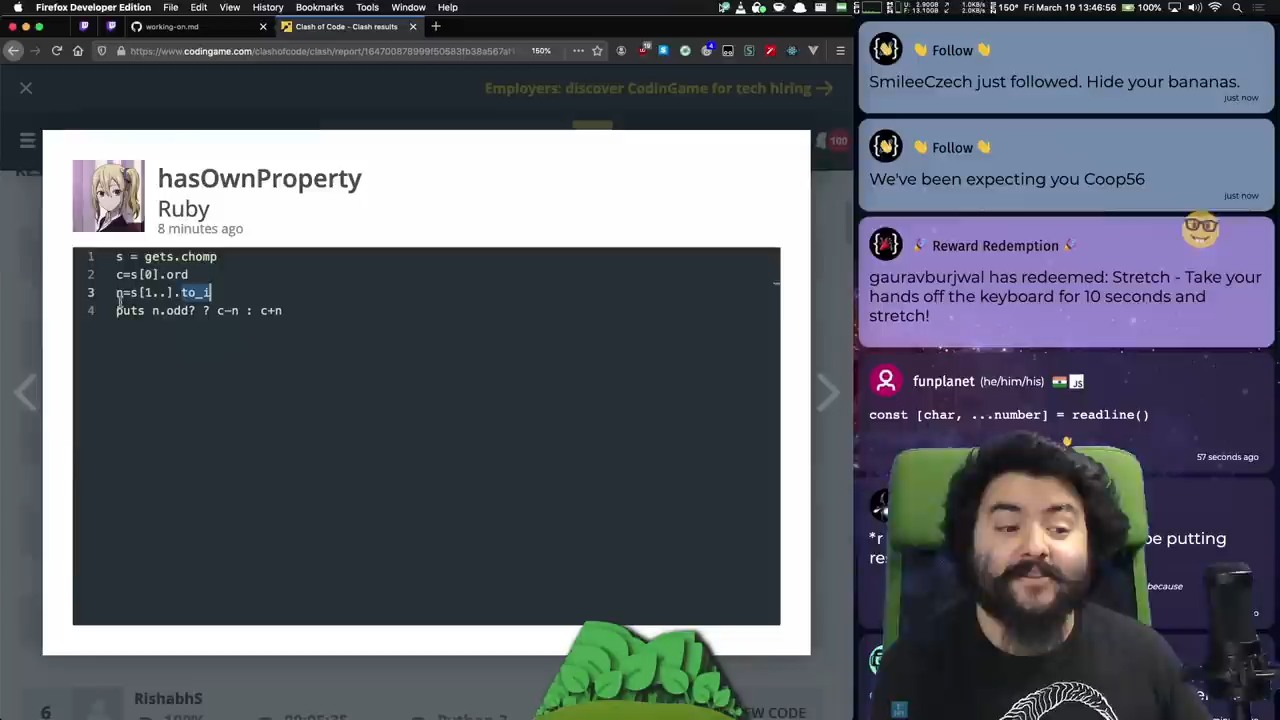 Firefox Developer Edition File Edit View History Bookmarks Tools Window Help
Fri March 19 13:46:56
100%
working-on.md
Clash of Code - Clash results
https://www.codingame.com/clashofcode/clash/report/
150%
Employers: discover CodinGame for tech hiring
100
hasOwnProperty
Ruby
8 minutes ago
1 s = gets.chomp
2 c=s[0].ord
3 n=s[1..].to_i
4 puts n.odd? ? c-n : c+n
6 RishabhS
Follow
SmileeCzech just followed. Hide your bananas.
just now
Follow
We've been expecting you Coop56
just now
Reward Redemption
gauravburjwal has redeemed: Stretch - Take your
hands off the keyboard for 10 seconds and
stretch!
funplanet (he/him/his) JS
const [char, ...number] = readline()
57 seconds ago
be putting
because